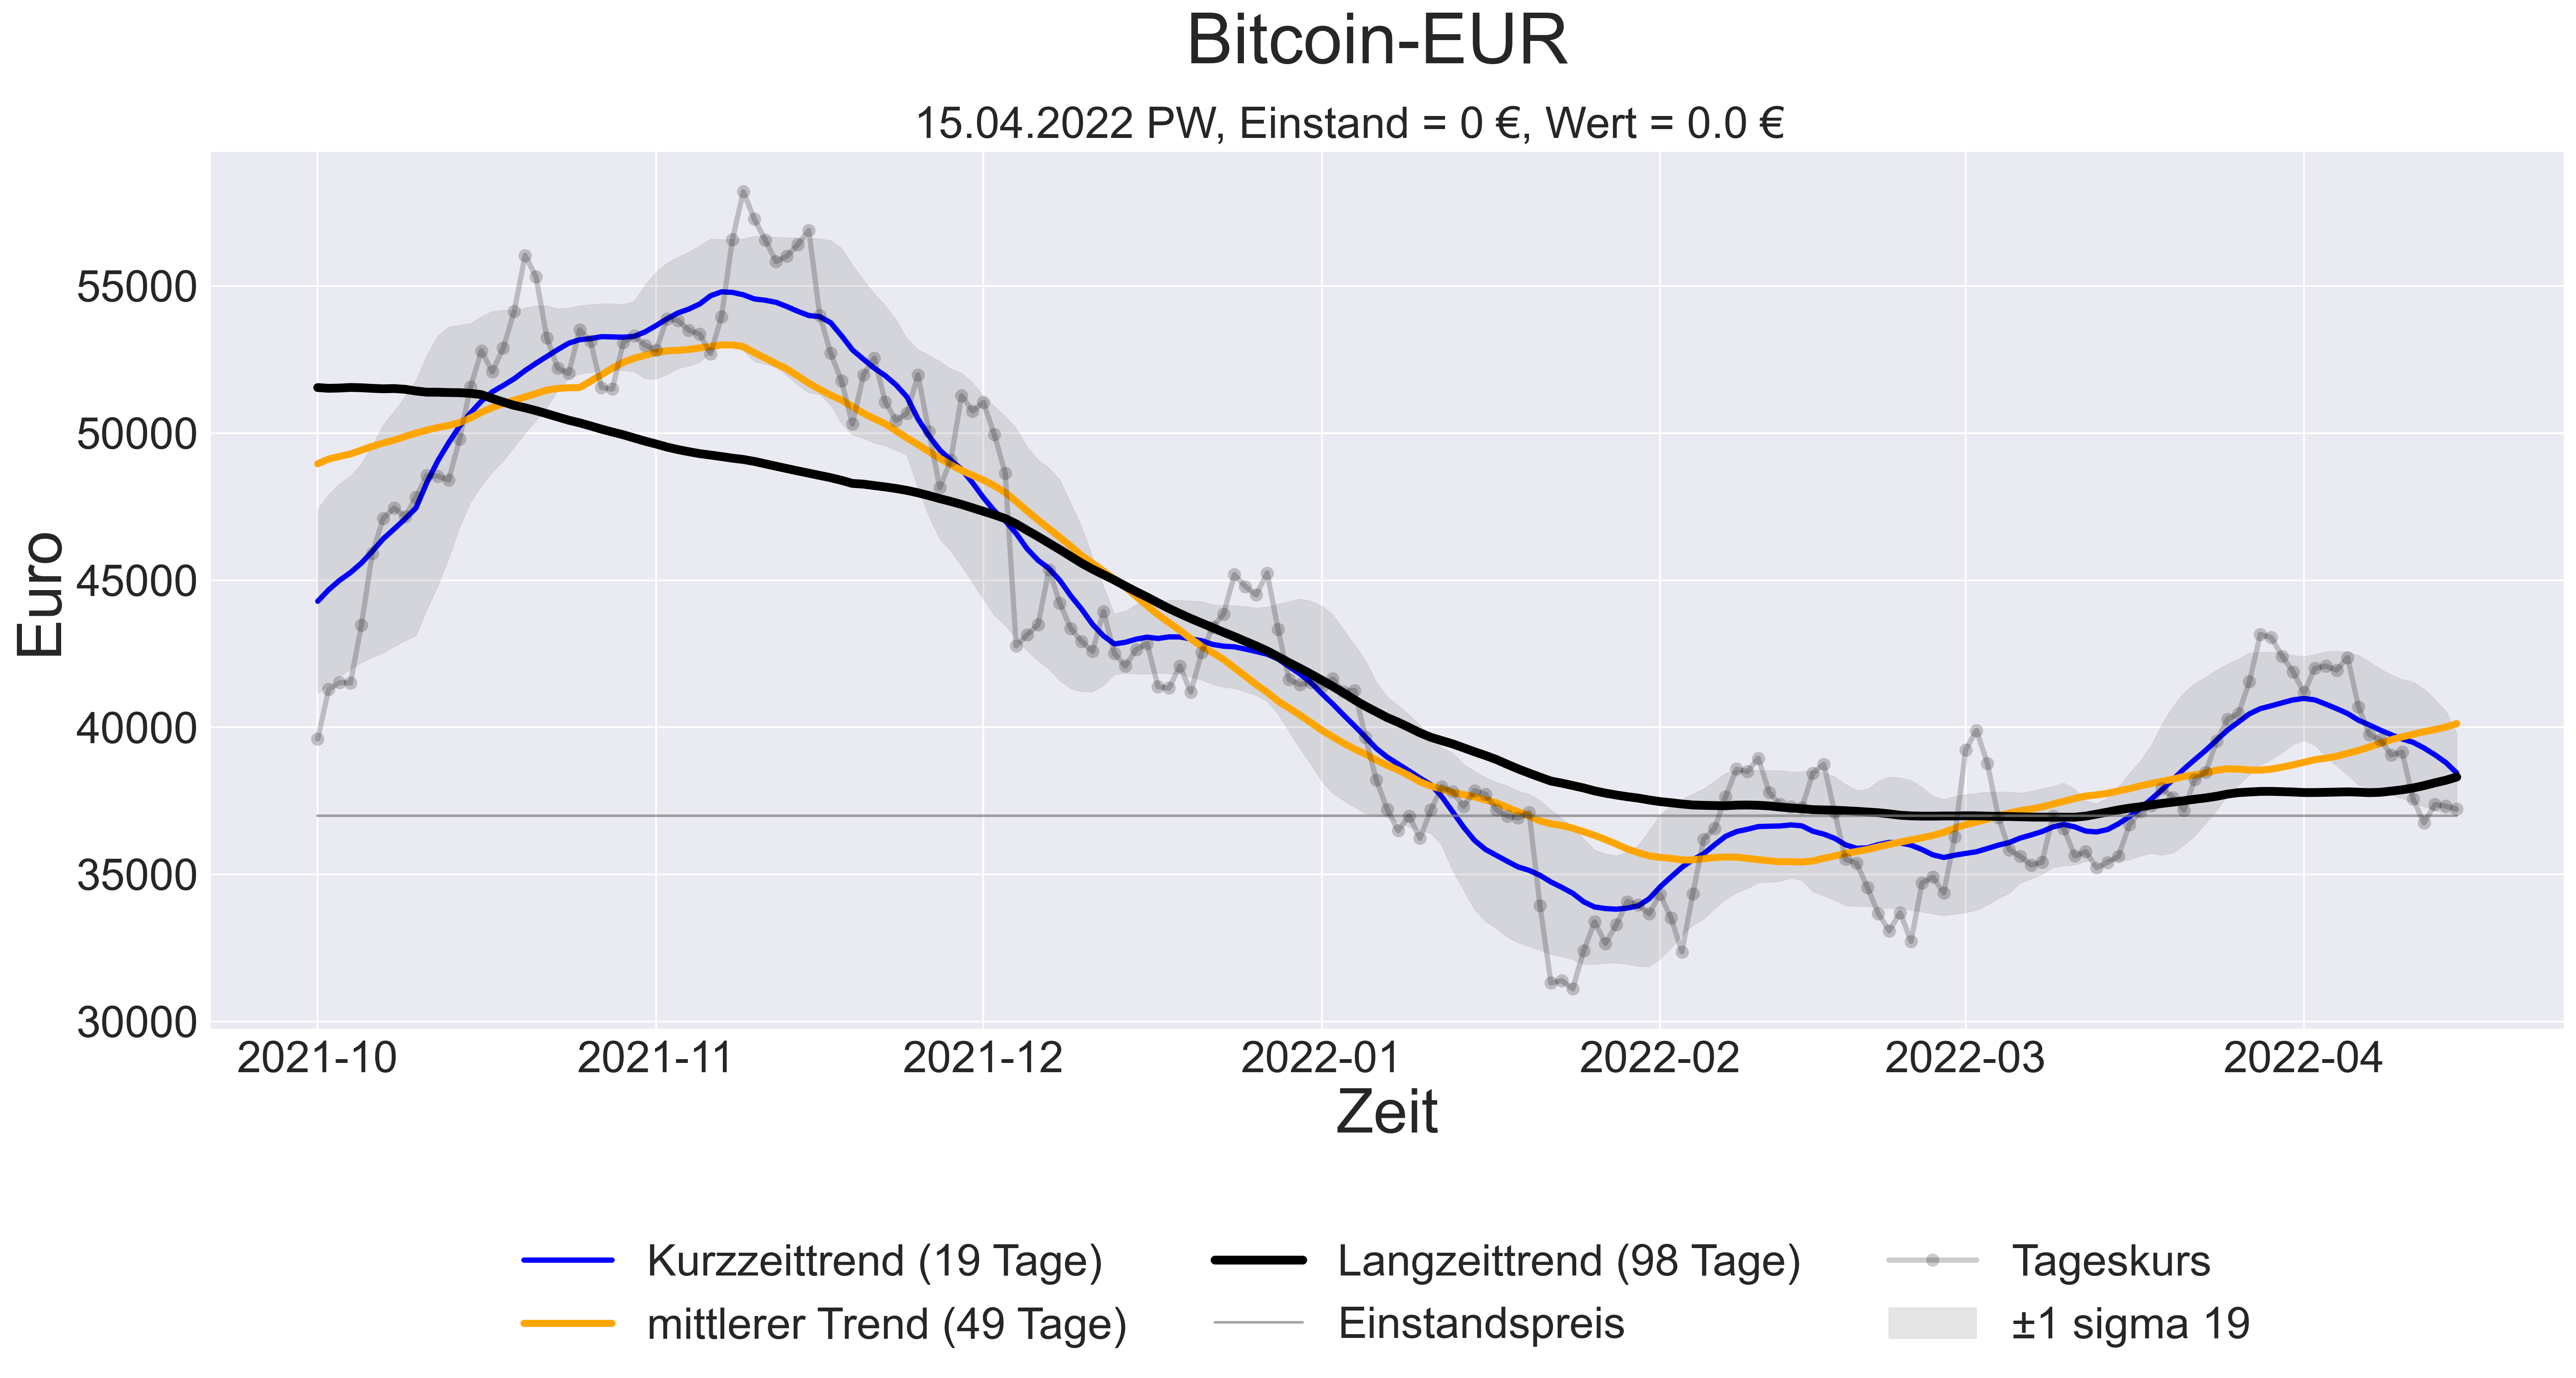 Bitcoin-EUR
15.04.2022 PW, Einstand = 0 €, Wert = 0.0 €
Euro
55000
50000
45000
40000
35000
30000
2021-10 2021-11 2021-12 2022-01 2022-02 2022-03 2022-04
Zeit
Kurzzeittrend (19 Tage) Langzeittrend (98 Tage) Tageskurs
mittlerer Trend (49 Tage) Einstandspreis ±1 sigma 19